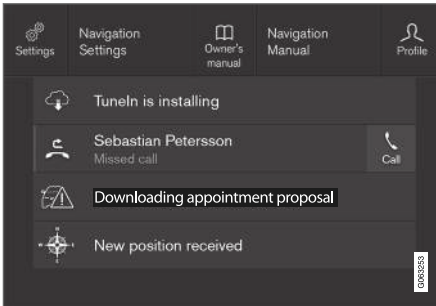 Settings
Navigation
Settings
Owner's
manual
Navigation
Manual
Profile
TuneIn is installing
Sebastian Petersson
Missed call
Call
Downloading appointment proposal
New position received
G063253